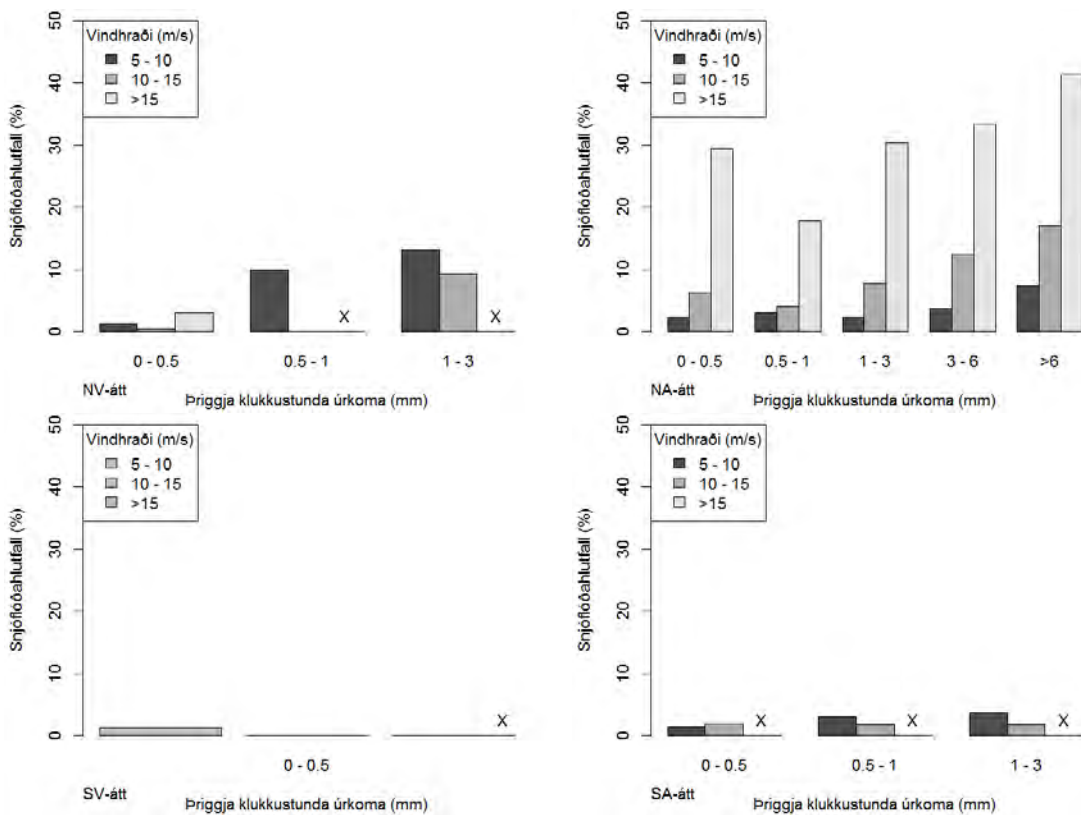 50
40
30
20
10
0
Snjóflóðahlutfall (%)
Vindhraði (m/s)
5 - 10
10 - 15
>15
X
X
0 - 0.5
0.5 - 1
1 - 3
NV-átt
Þriggja klukkustunda úrkoma (mm)
50
40
30
20
10
0
Snjóflóðahlutfall (%)
Vindhraði (m/s)
5 - 10
10 - 15
>15
0 - 0.5
0.5 - 1
1 - 3
3 - 6
>6
NA-átt
Þriggja klukkustunda úrkoma (mm)
50
40
30
20
10
0
Snjóflóðahlutfall (%)
Vindhraði (m/s)
5 - 10
10 - 15
>15
X
0 - 0.5
SV-átt
Þriggja klukkustunda úrkoma (mm)
50
40
30
20
10
0
Snjóflóðahlutfall (%)
Vindhraði (m/s)
5 - 10
10 - 15
>15
X
X
X
0 - 0.5
0.5 - 1
1 - 3
SA-átt
Þriggja klukkustunda úrkoma (mm)